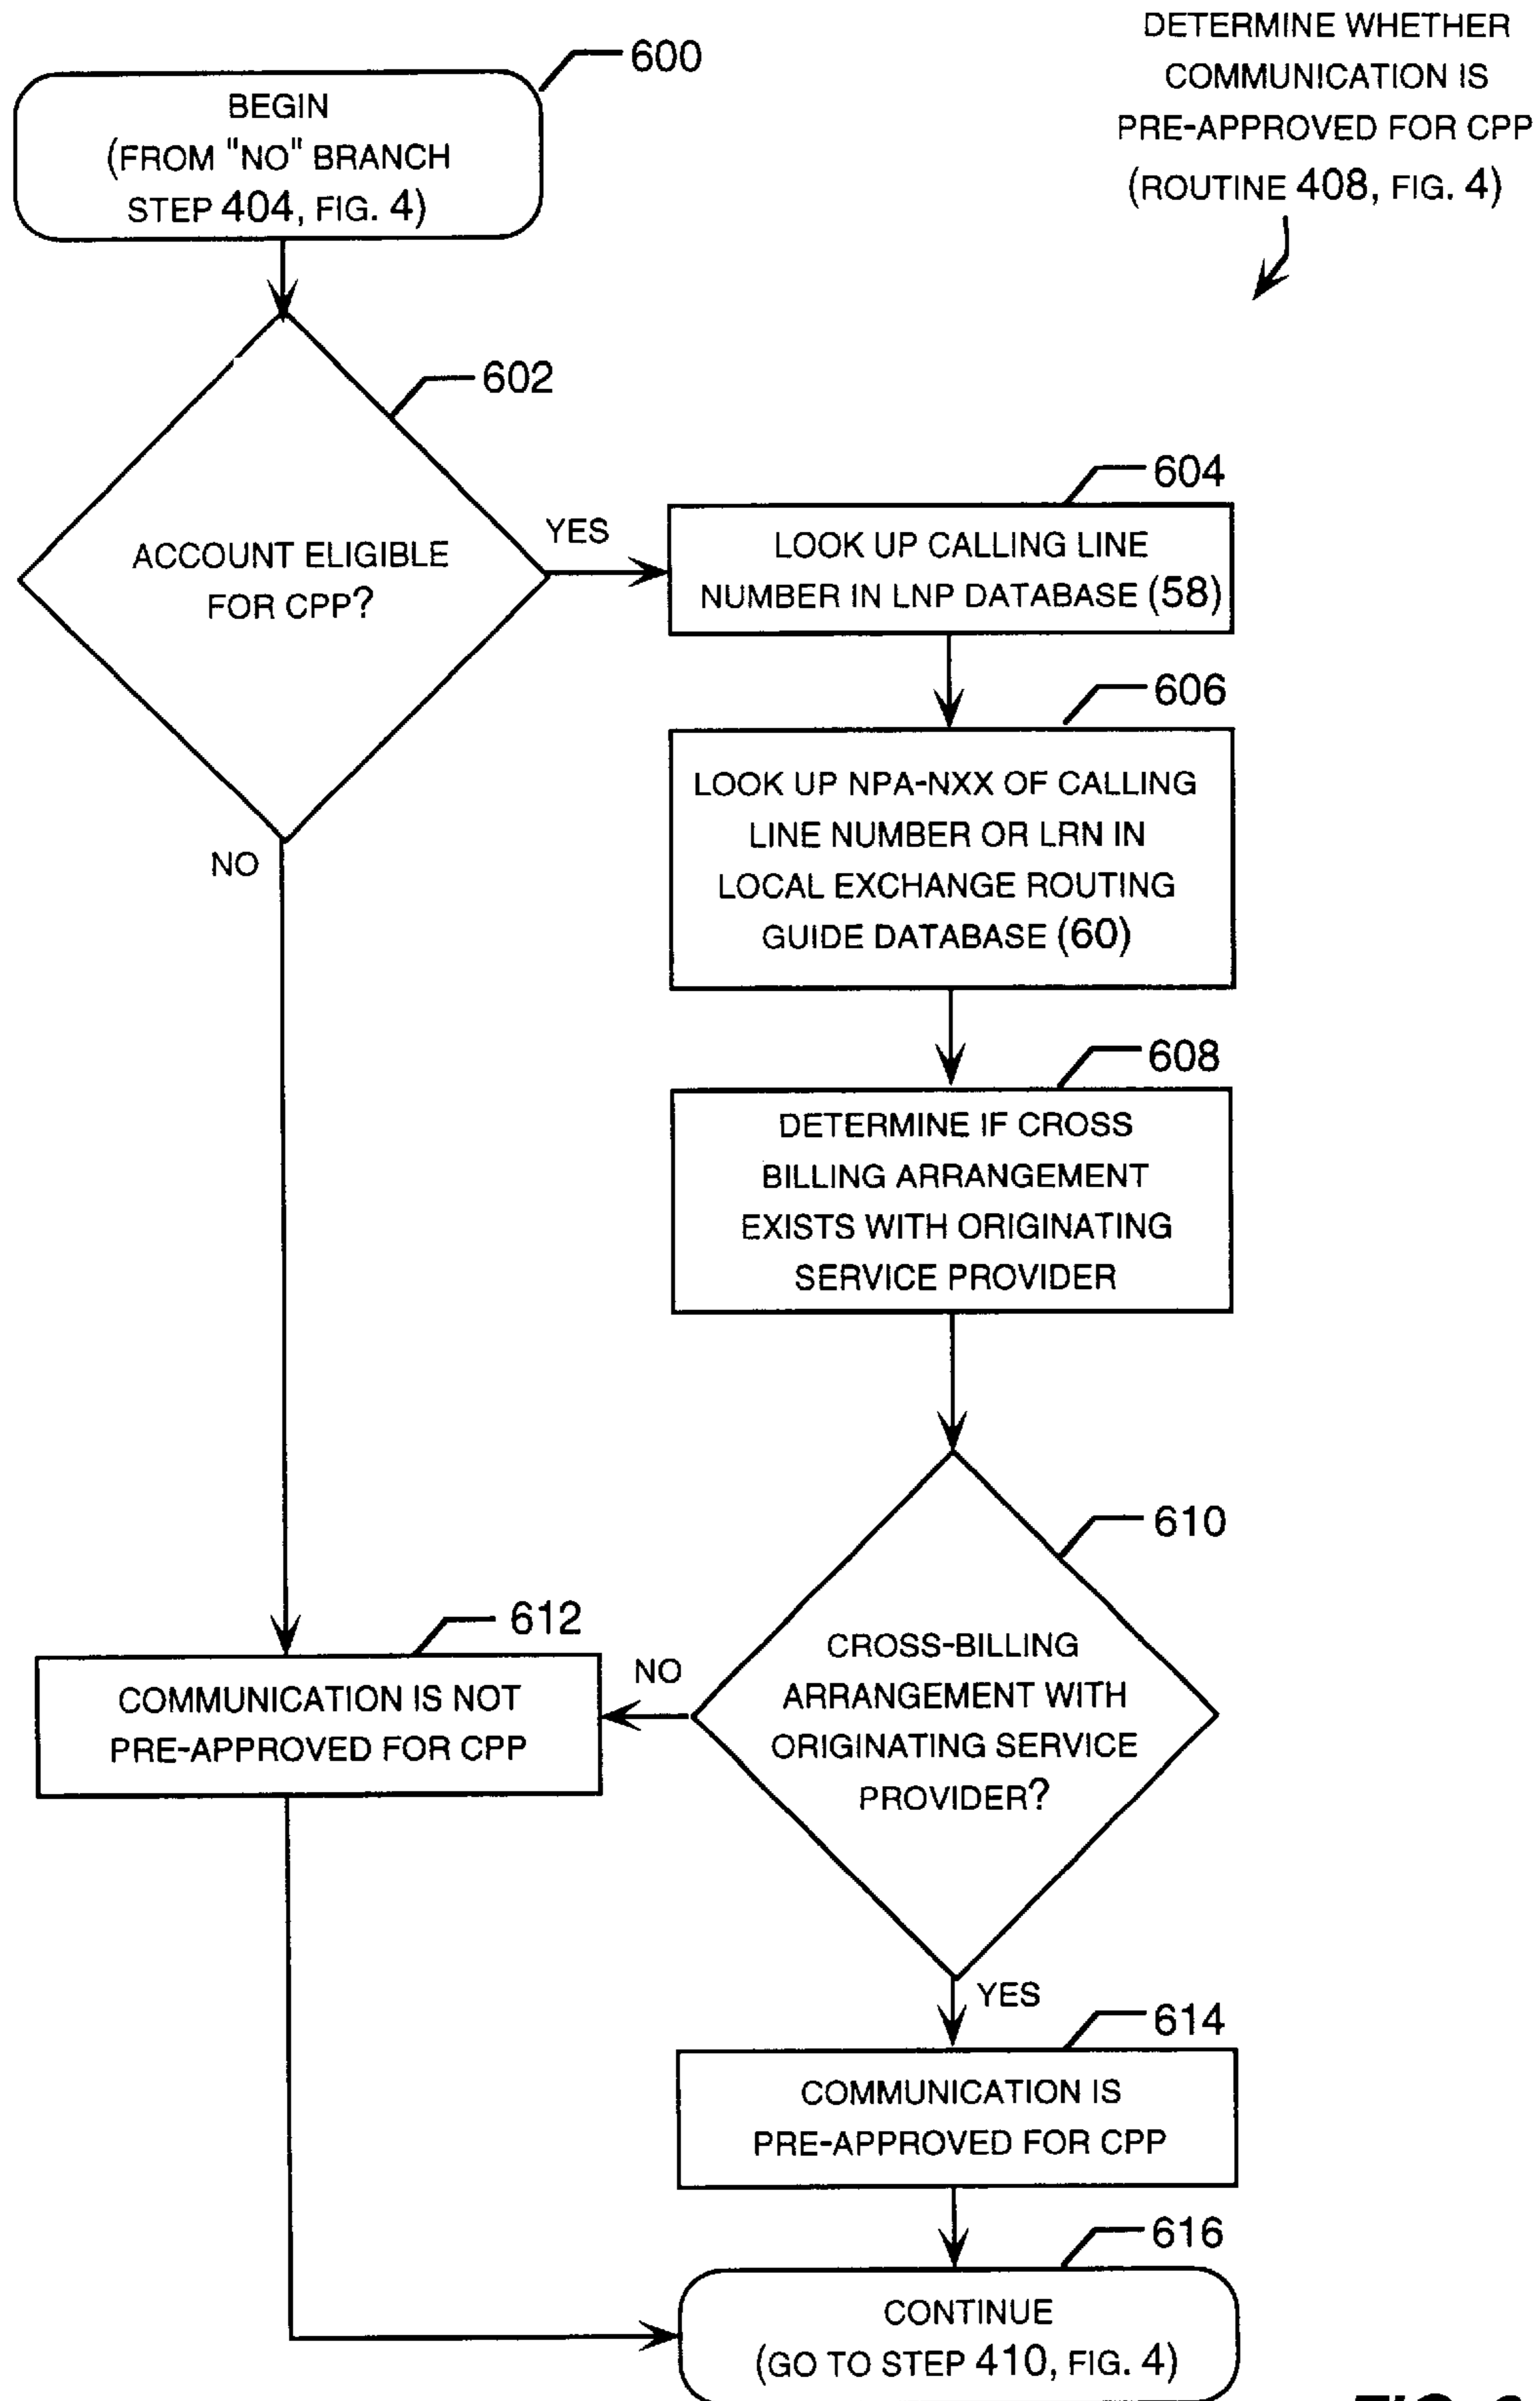 DETERMINE WHETHER
COMMUNICATION IS
PRE-APPROVED FOR CPP
(ROUTINE 408, FIG. 4)
600
BEGIN
(FROM "NO" BRANCH
STEP 404, FIG. 4)
602
ACCOUNT ELIGIBLE
FOR CPP?
YES
NO
604
LOOK UP CALLING LINE
NUMBER IN LNP DATABASE (58)
606
LOOK UP NPA-NXX OF CALLING
LINE NUMBER OR LRN IN
LOCAL EXCHANGE ROUTING
GUIDE DATABASE (60)
608
DETERMINE IF CROSS
BILLING ARRANGEMENT
EXISTS WITH ORIGINATING
SERVICE PROVIDER
610
CROSS-BILLING
ARRANGEMENT WITH
ORIGINATING SERVICE
PROVIDER?
NO
YES
612
COMMUNICATION IS NOT
PRE-APPROVED FOR CPP
614
COMMUNICATION IS
PRE-APPROVED FOR CPP
616
CONTINUE
(GO TO STEP 410, FIG. 4)